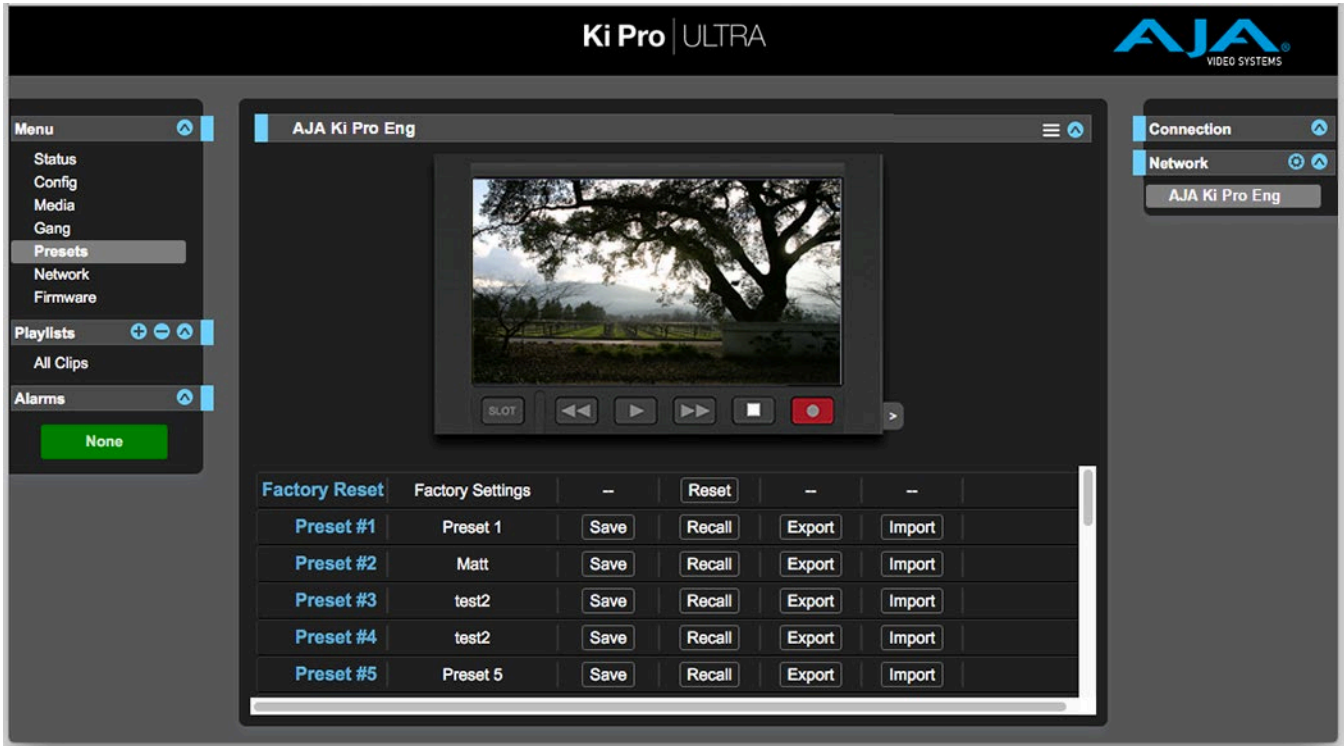 Ki Pro | ULTRA
AJA®
VIDEO SYSTEMS
Menu
Status
Config
Media
Gang
Presets
Network
Firmware
Playlists
All Clips
Alarms
None
AJA Ki Pro Eng
SLOT
>
Factory Reset Factory Settings -- Reset -- --
Preset #1 Preset 1 Save Recall Export Import
Preset #2 Matt Save Recall Export Import
Preset #3 test2 Save Recall Export Import
Preset #4 test2 Save Recall Export Import
Preset #5 Preset 5 Save Recall Export Import
Connection
Network
AJA Ki Pro Eng